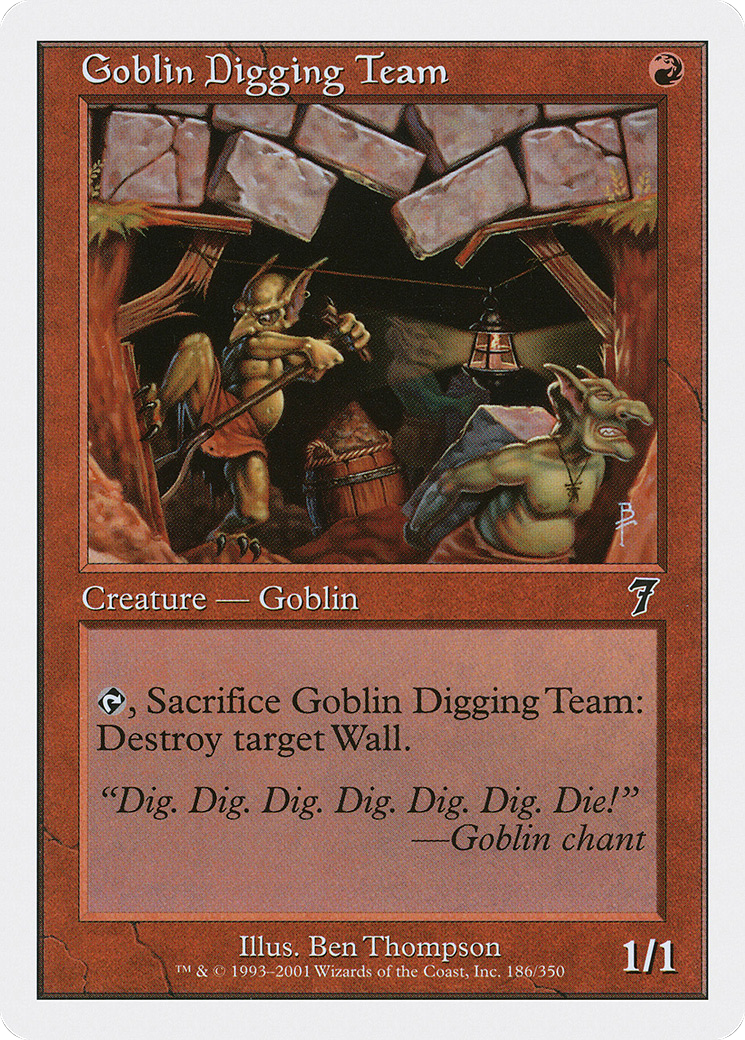 Goblin Digging Team
Creature — Goblin
7
, Sacrifice Goblin Digging Team:
Destroy target Wall.
“Dig. Dig. Dig. Dig. Dig. Dig. Die!”
—Goblin chant
Illus. Ben Thompson
™ & © 1993–2001 Wizards of the Coast, Inc. 186/350
1/1